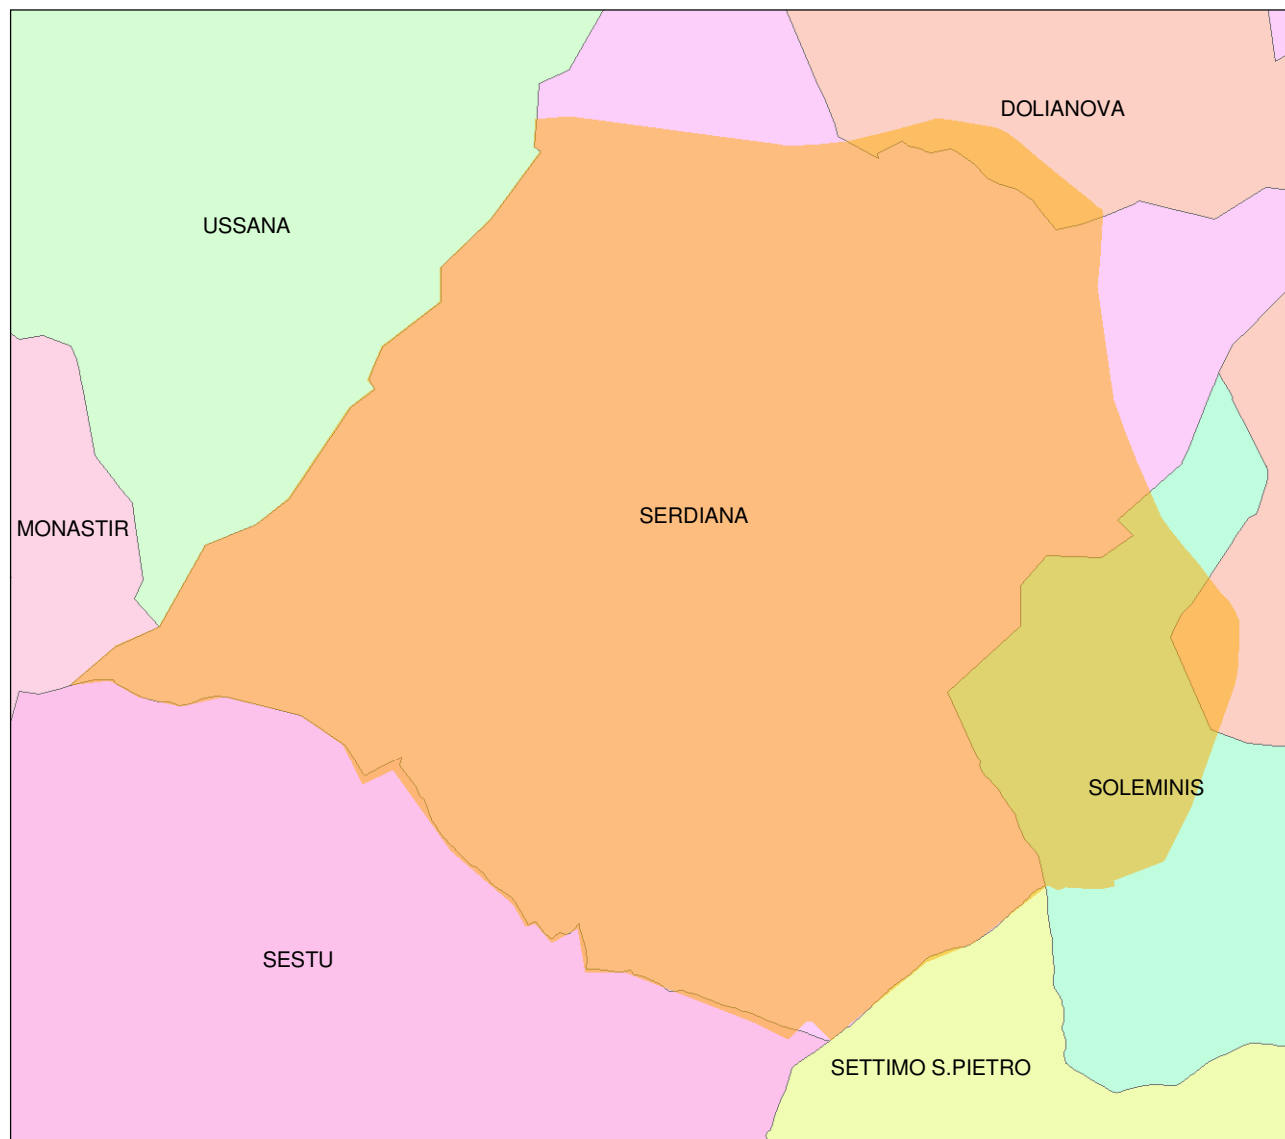 DOLIANOVA
USSANA
SERDIANA
MONASTIR
SOLEMINIS
SESTU
SETTIMO S.PIETRO